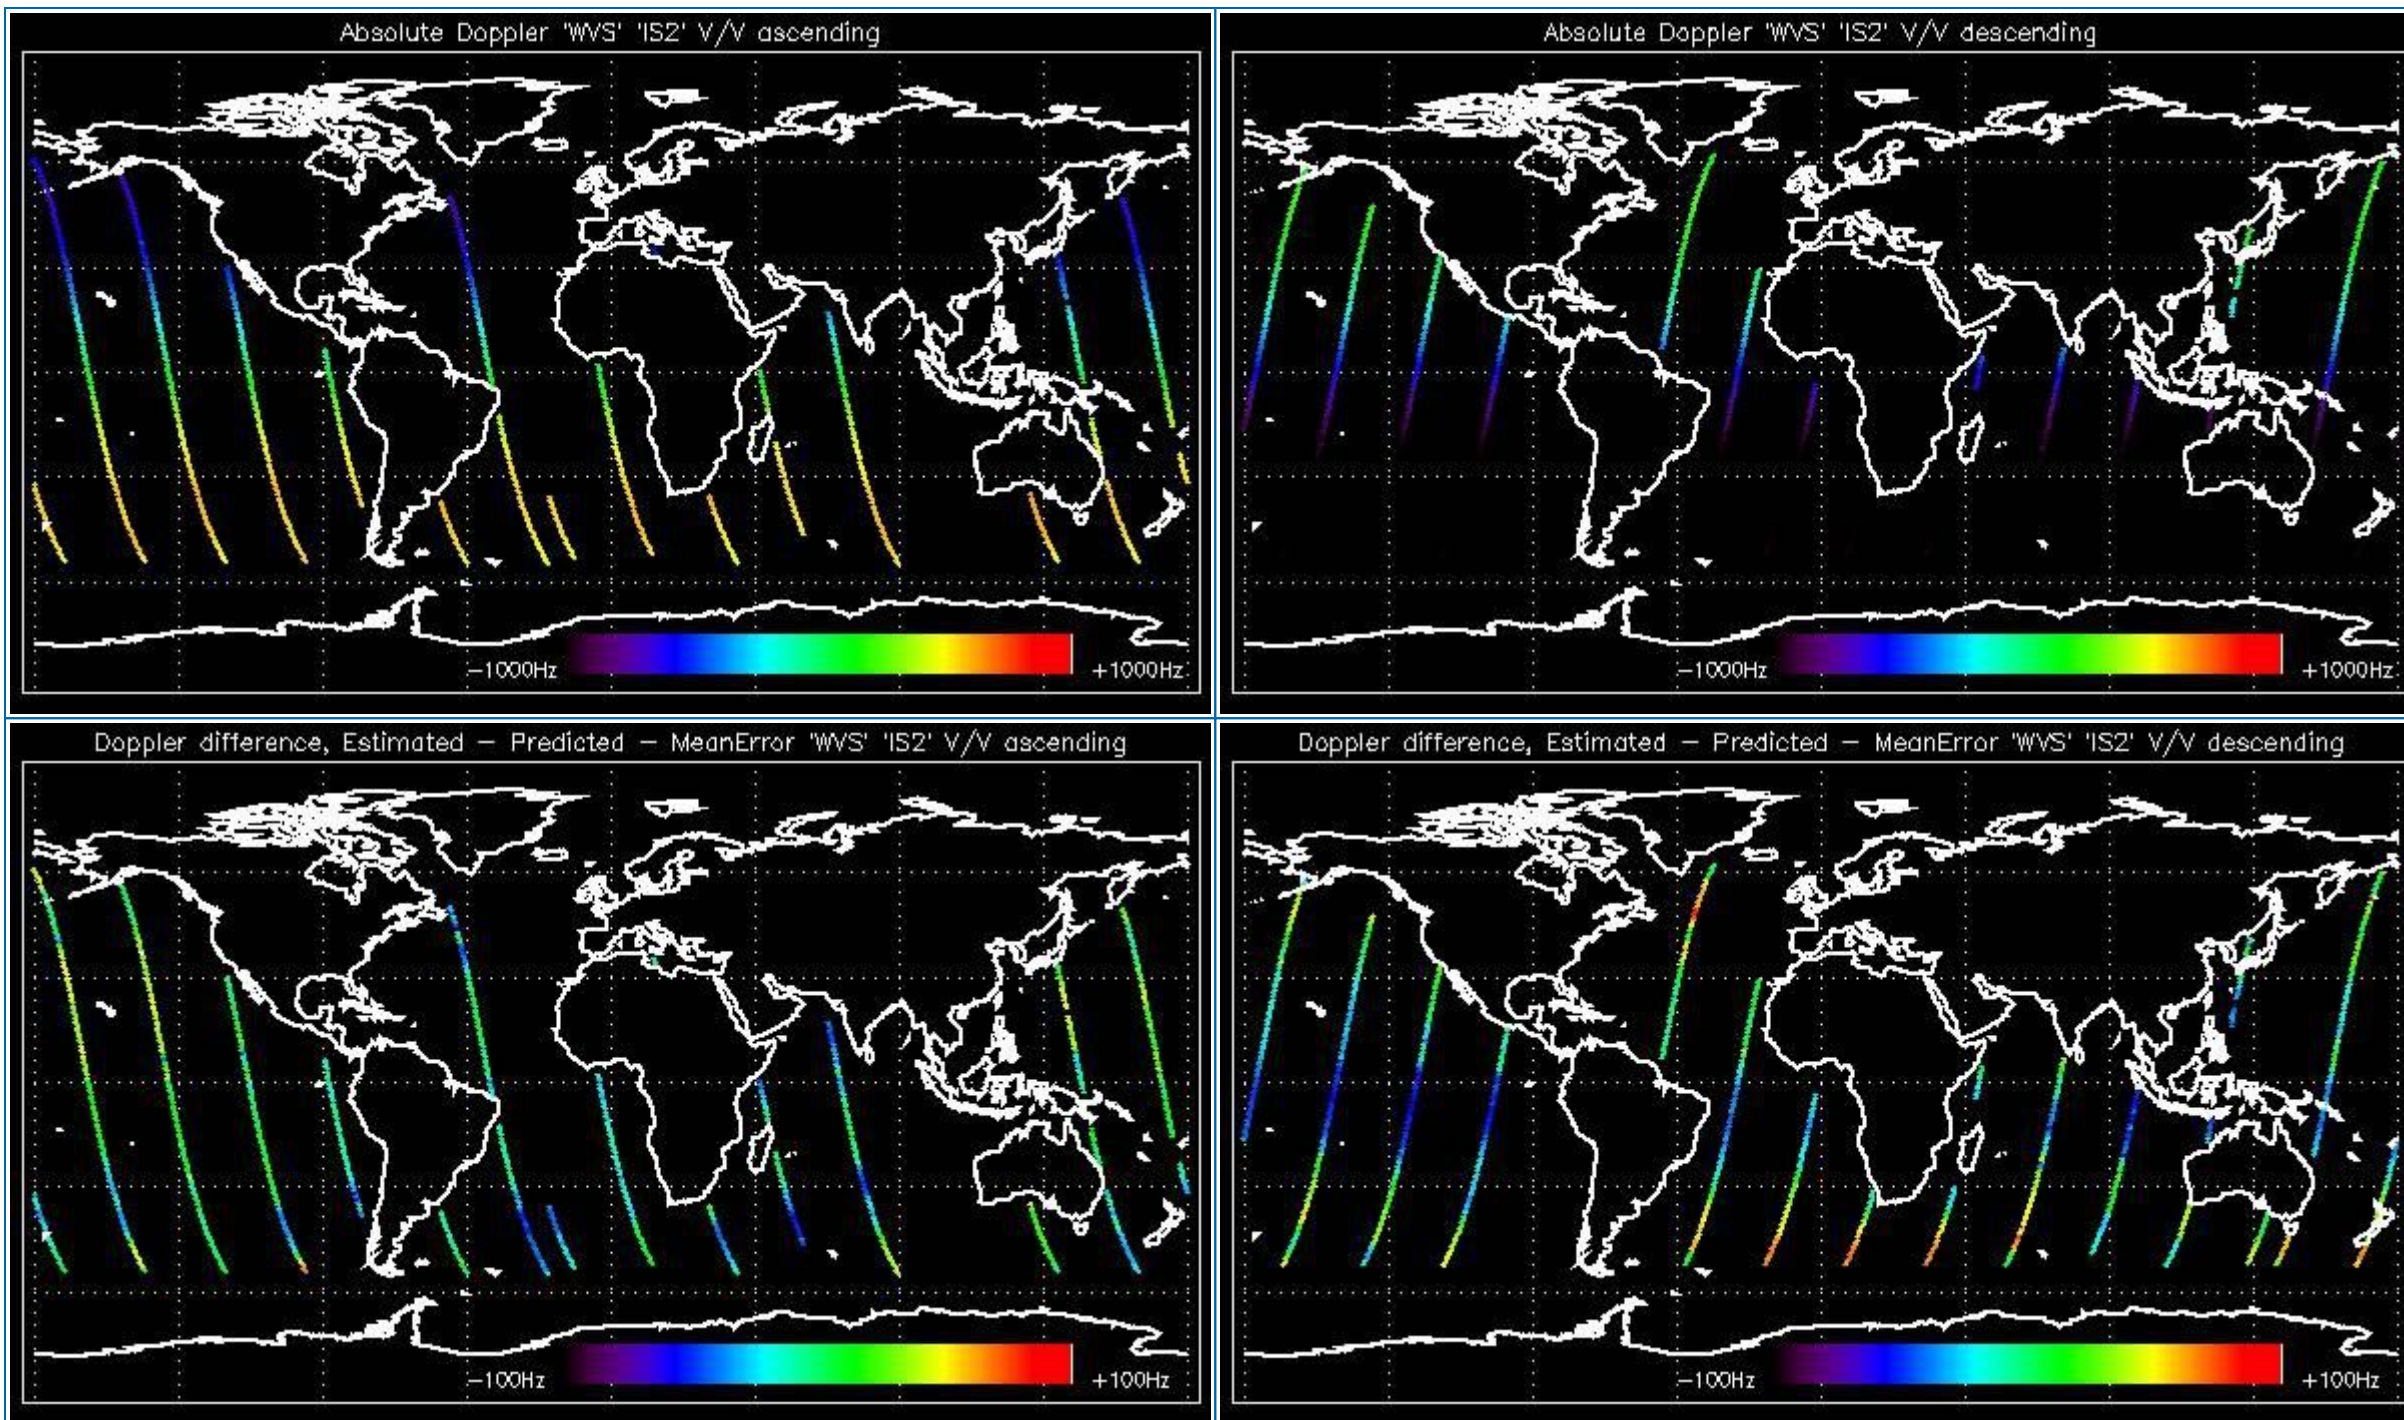 Absolute Doppler 'WVS' 'IS2' V/V ascending
-1000Hz +1000Hz
Absolute Doppler 'WVS' 'IS2' V/V descending
-1000Hz +1000Hz
Doppler difference, Estimated - Predicted - MeanError 'WVS' 'IS2' V/V ascending
-100Hz +100Hz
Doppler difference, Estimated - Predicted - MeanError 'WVS' 'IS2' V/V descending
-100Hz +100Hz